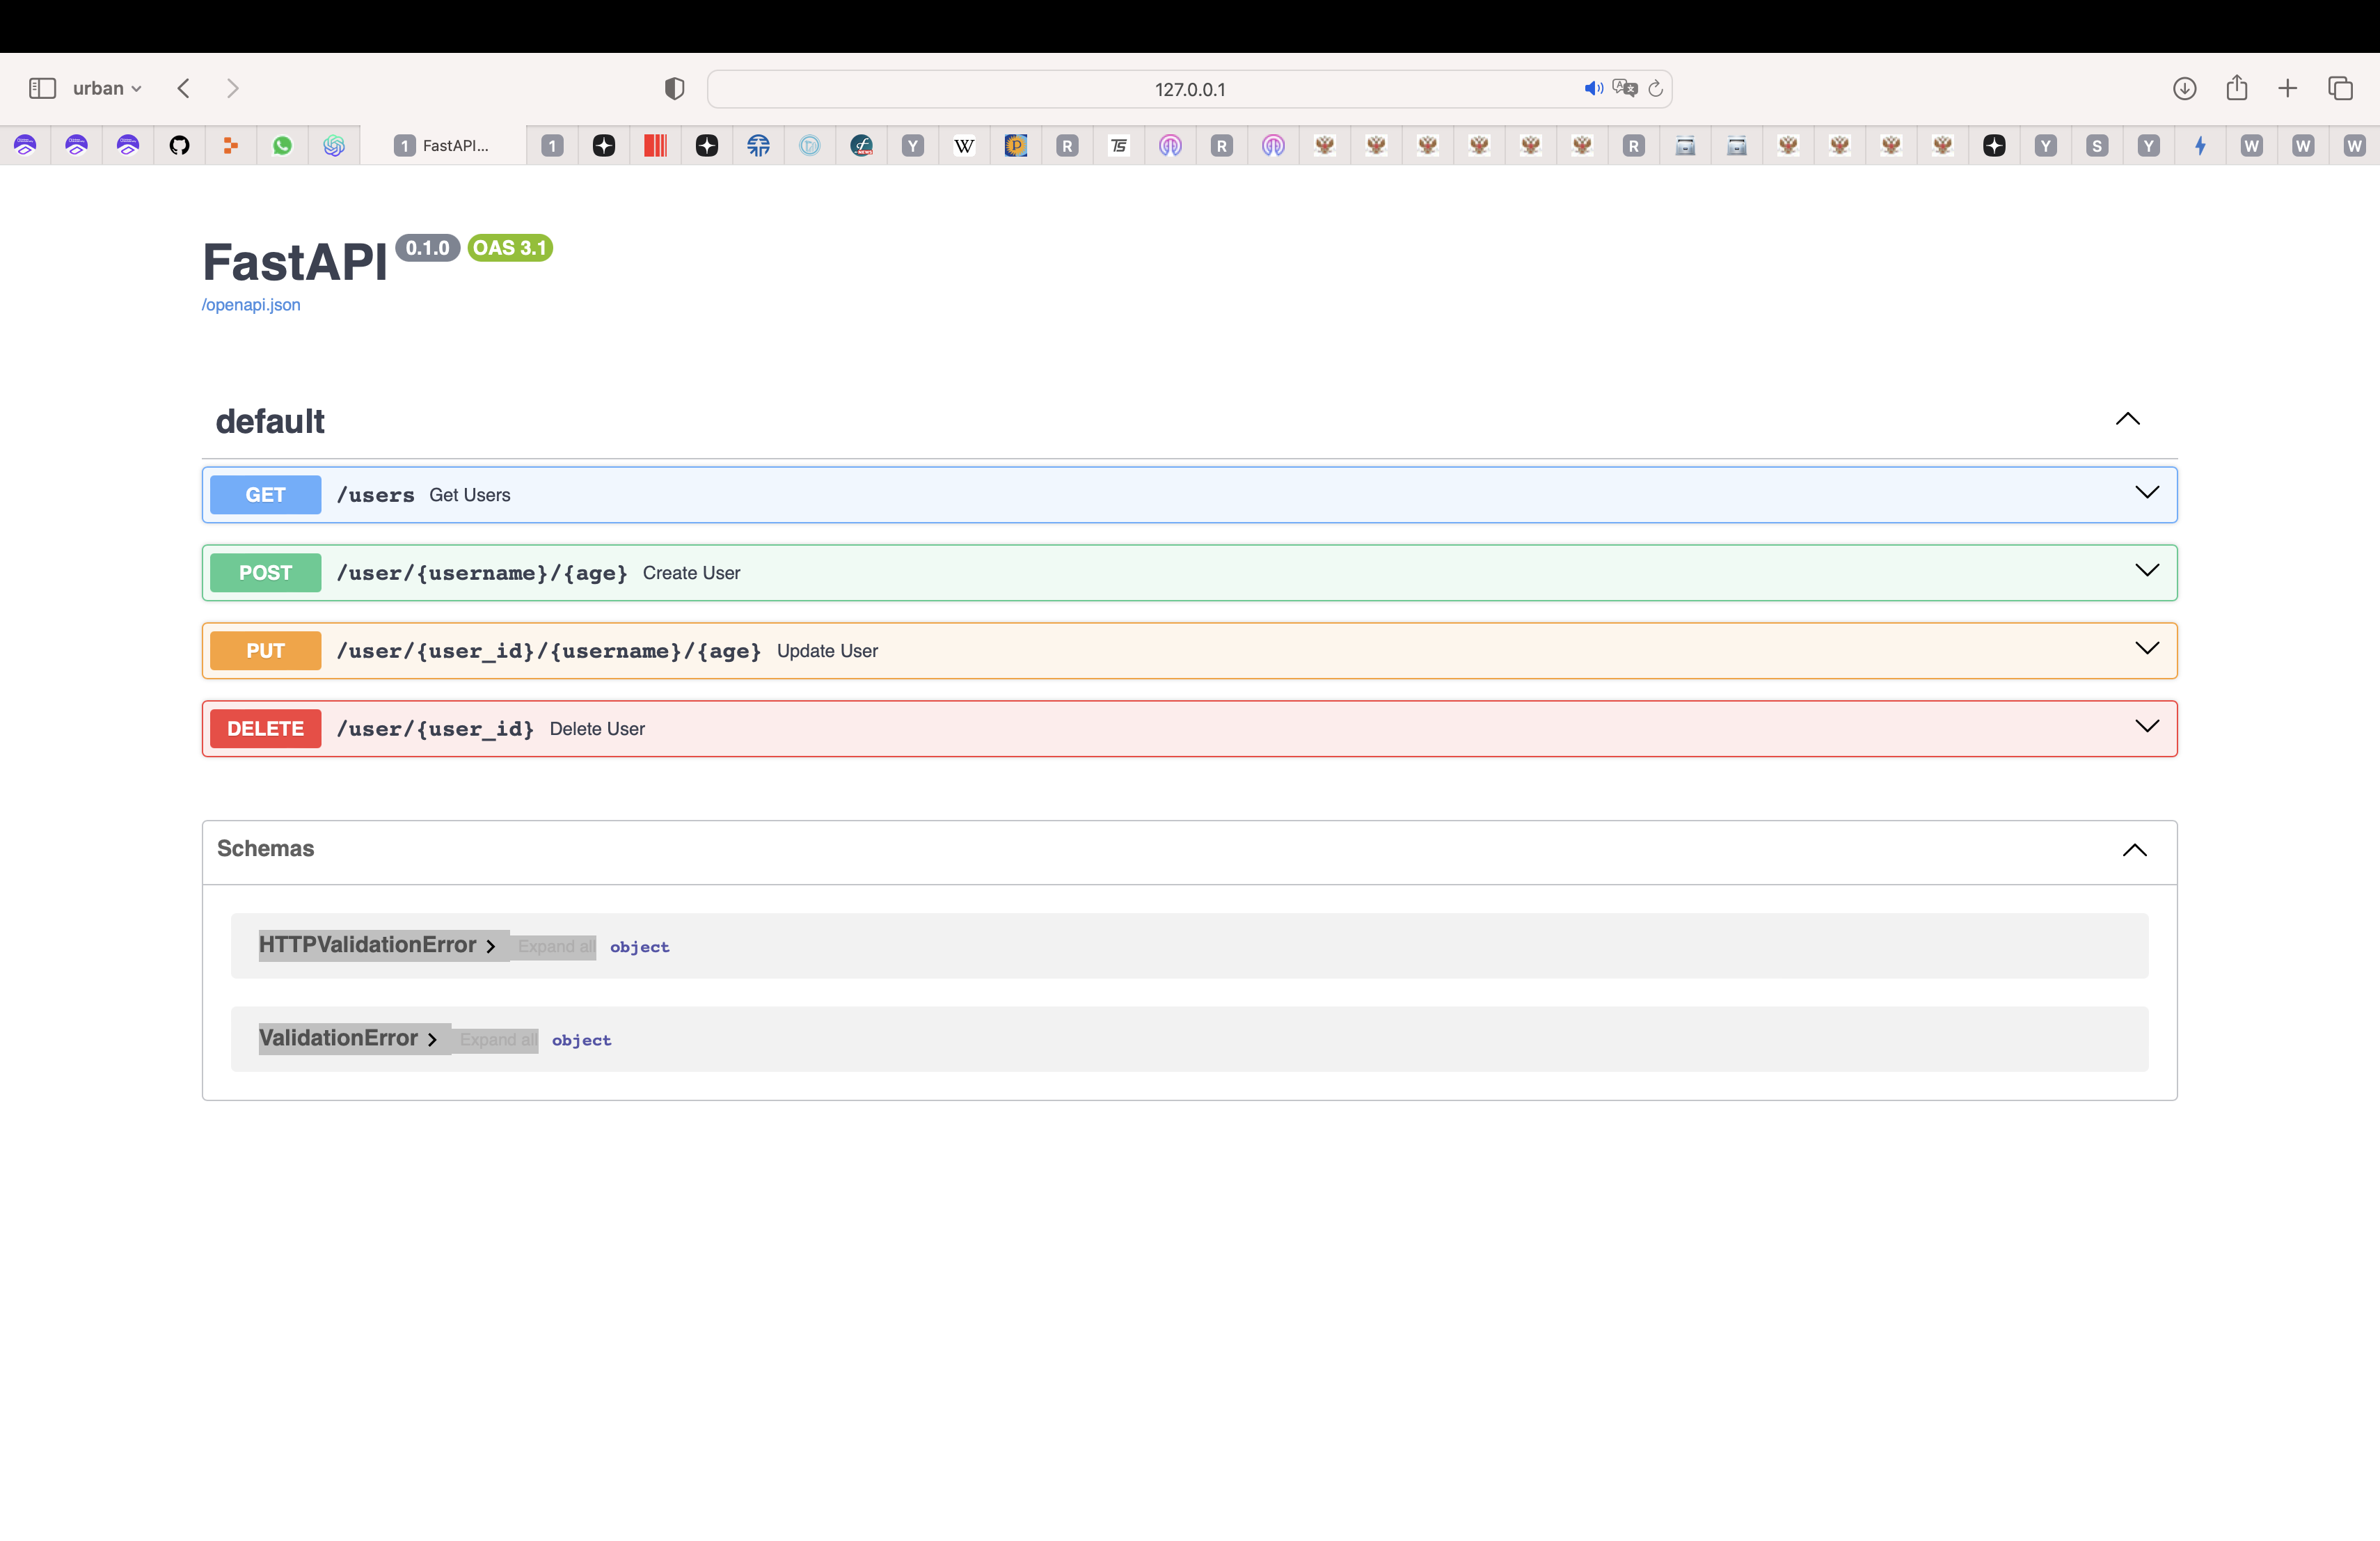 urban
127.0.0.1
1 FastAPI... 1 Y W P R TS R R Y S Y W W W
FastAPI 0.1.0 OAS 3.1
/openapi.json
default
GET /users Get Users
POST /user/{username}/{age} Create User
PUT /user/{user_id}/{username}/{age} Update User
DELETE /user/{user_id} Delete User
Schemas
HTTPValidationError Expand all object
ValidationError Expand all object